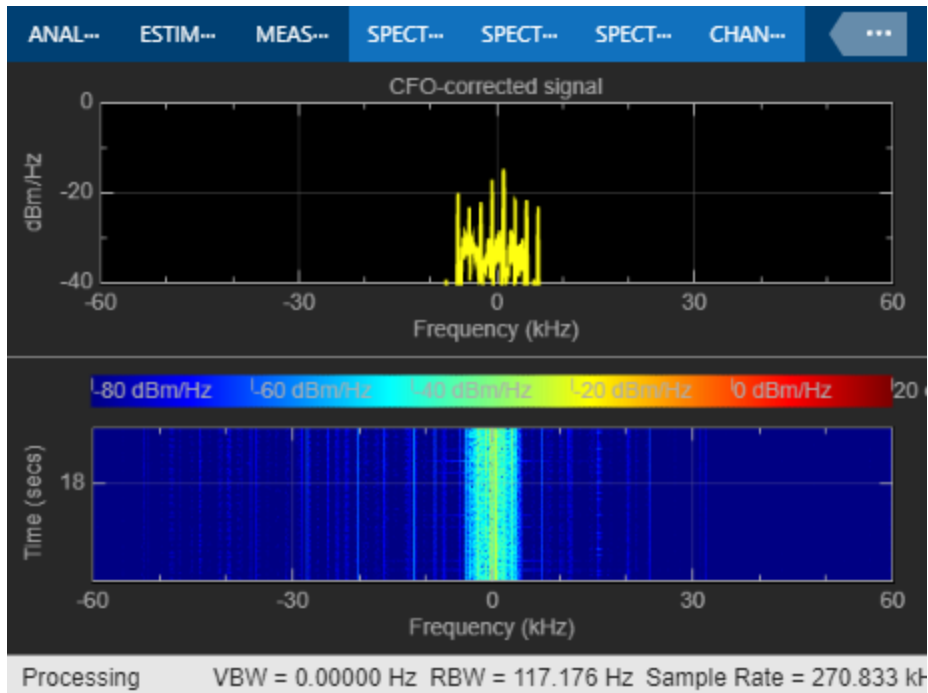 ANAL··· ESTIM··· MEAS··· SPECT··· SPECT··· SPECT··· CHAN··· ···
CFO-corrected signal
0
-20
-40
dBm/Hz
-60 -30 0 30 60
Frequency (kHz)
-80 dBm/Hz -60 dBm/Hz -40 dBm/Hz -20 dBm/Hz 0 dBm/Hz 20
18
Time (secs)
-60 -30 0 30 60
Frequency (kHz)
Processing VBW = 0.00000 Hz RBW = 117.176 Hz Sample Rate = 270.833 kH